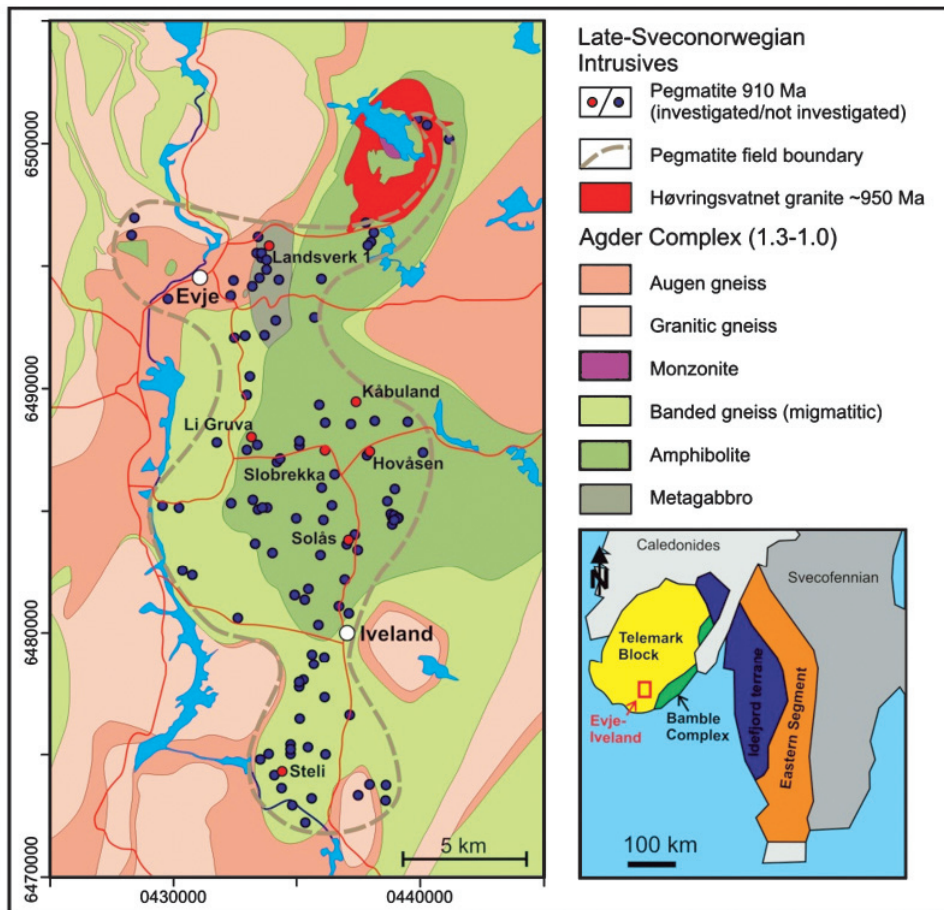 6500000
6490000
6480000
6470000
0430000
0440000
Landsverk 1
Evje
Kåbuland
Li Gruva
Slobrekka
Hovåsen
Solås
Iveland
Steli
5 km
Late-Sveconorwegian
Intrusives
Pegmatite 910 Ma
(investigated/not investigated)
Pegmatite field boundary
Høvringsvatnet granite ~950 Ma
Agder Complex (1.3-1.0)
Augen gneiss
Granitic gneiss
Monzonite
Banded gneiss (migmatitic)
Amphibolite
Metagabbro
Caledonides
N
Svecofennian
Telemark
Block
Idefjord terrane
Eastern Segment
Evje-
Iveland
Bamble
Complex
100 km